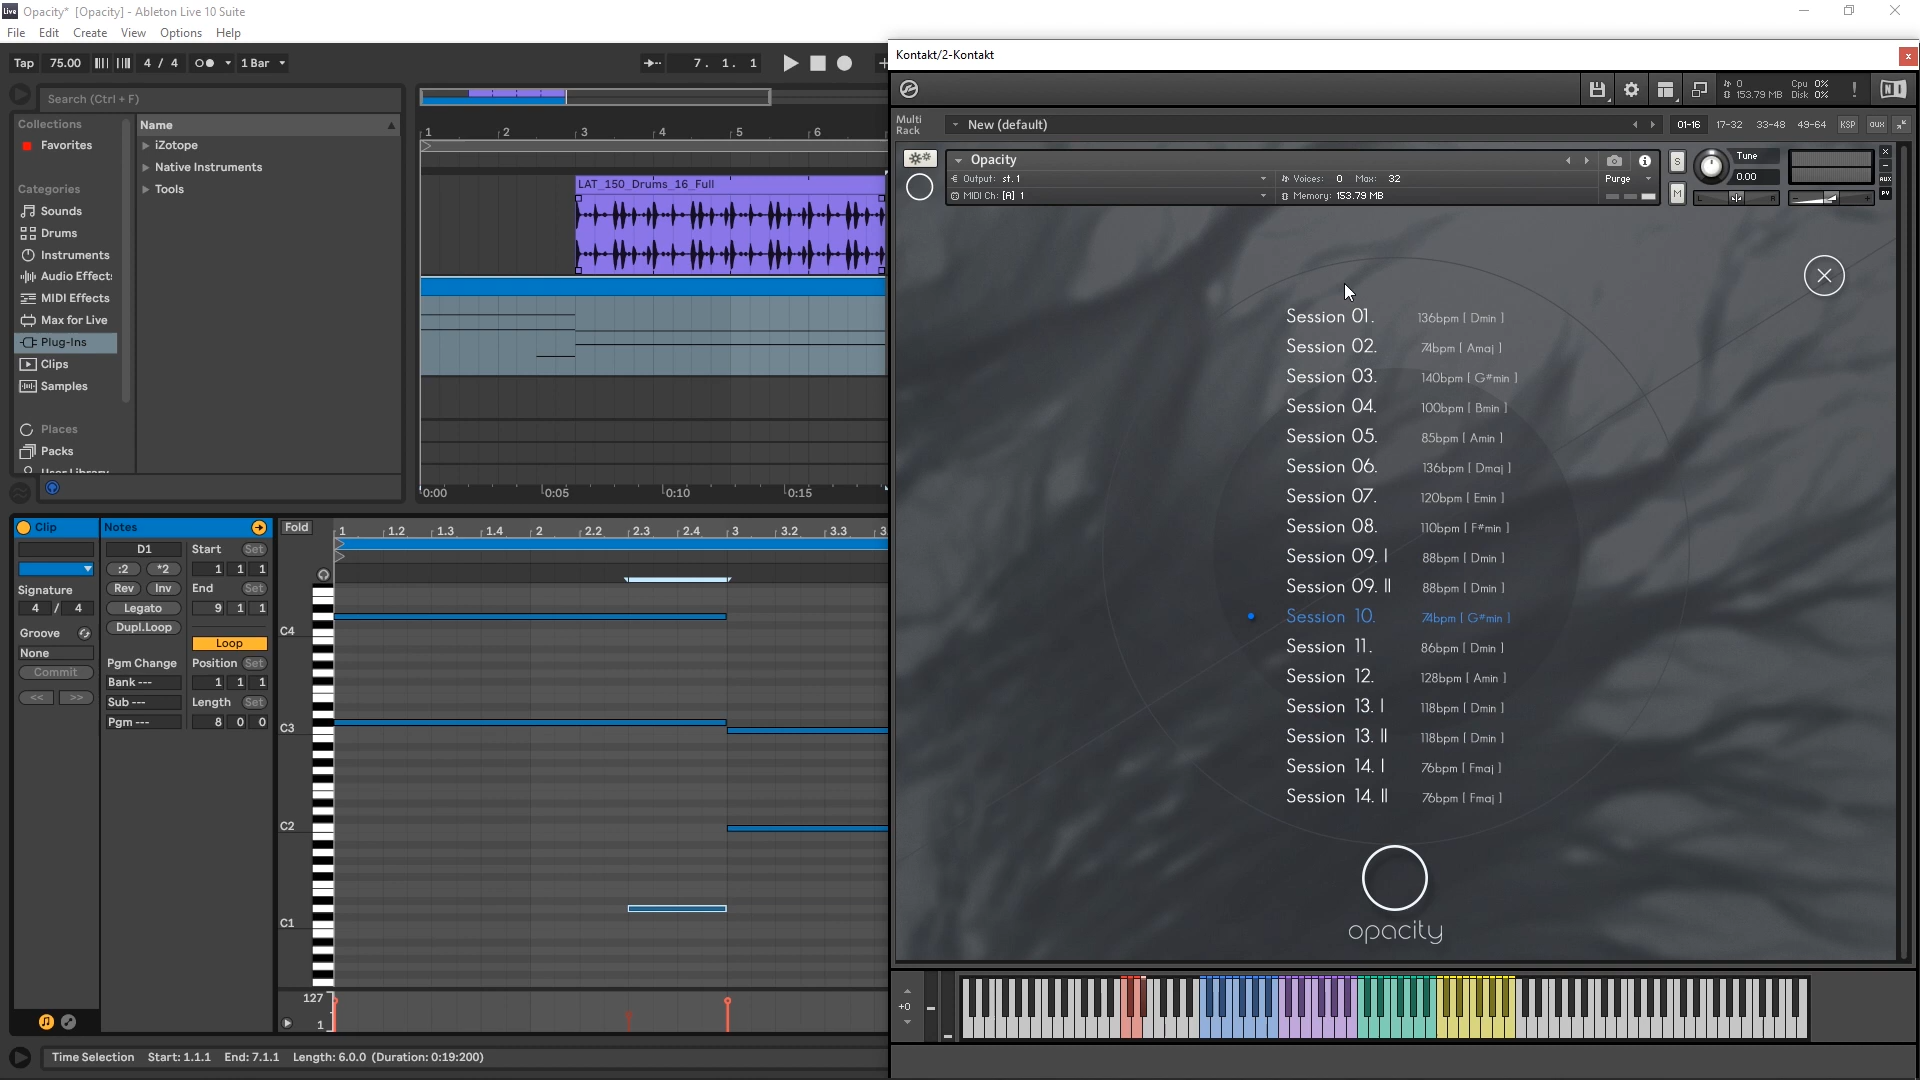 Live Opacity* [Opacity] - Ableton Live 10 Suite
File Edit Create View Options Help
Tap 75.00 4 / 4 1 Bar 7. 1. 1
Search (Ctrl + F)
Collections
Favorites
Categories
Sounds
Drums
Instruments
Audio Effect:
MIDI Effects
Max for Live
Plug-Ins
Clips
Samples
Places
Packs
Name
iZotope
Native Instruments
Tools
1 2 3 4 5 6
LAT_150_Drums_16_Full
0:00 0:05 0:10 0:15
Clip
Signature
4 / 4
Groove
None
Commit
<< >>
Notes
D1
:2 *2
Rev Inv
Legato
Dupl.Loop
Pgm Change
Bank ---
Sub ---
Pgm ---
Start Set
1 1 1
End Set
9 1 1
Loop
Position Set
1 1 1
Length Set
8 0 0
Fold
1 1.2 1.3 1.4 2 2.2 2.3 2.4 3 3.2 3.3 3
C4
C3
C2
C1
127
1
Time Selection Start: 1.1.1 End: 7.1.1 Length: 6.0.0 (Duration: 0:19:200)
Kontakt/2-Kontakt
x
0 Cpu 0%
153.79 MB Disk 0%
! NI
Multi
Rack
New (default)
01-16 17-32 33-48 49-64 KSP aux
Opacity
Output: st.1
Voices: 0 Max: 32
Purge
MIDI Ch: [A] 1
Memory: 153.79 MB
S
M
Tune
0.00
L R
- +
x
-
AUX
PV
Session 01. 136bpm [ Dmin ]
Session 02. 74bpm [ Amaj ]
Session 03. 140bpm [ G#min ]
Session 04. 100bpm [ Bmin ]
Session 05. 85bpm [ Amin ]
Session 06. 136bpm [ Dmaj ]
Session 07. 120bpm [ Emin ]
Session 08. 110bpm [ F#min ]
Session 09. I 88bpm [ Dmin ]
Session 09. II 88bpm [ Dmin ]
Session 10. 74bpm [ G#min ]
Session 11. 86bpm [ Dmin ]
Session 12. 128bpm [ Amin ]
Session 13. I 118bpm [ Dmin ]
Session 13. II 118bpm [ Dmin ]
Session 14. I 76bpm [ Fmaj ]
Session 14. II 76bpm [ Fmaj ]
opacity
+0